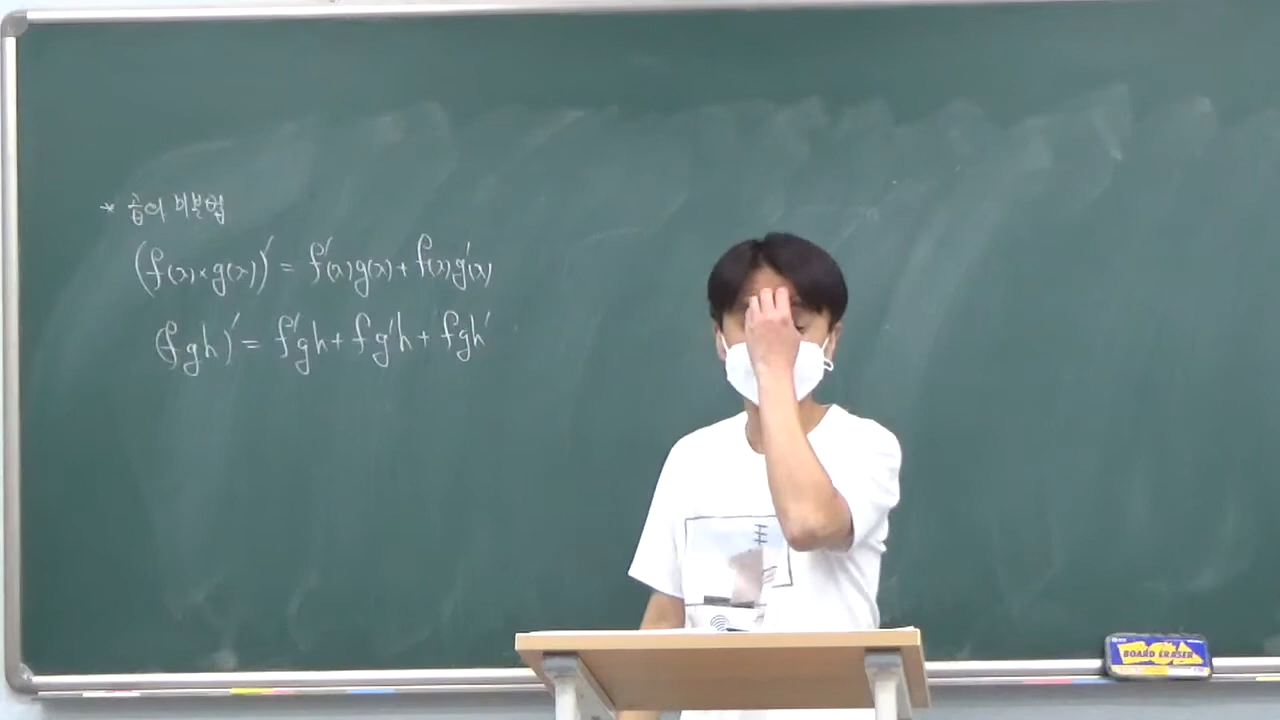 * 곱의 미분법
(f(x)×g(x))' = f'(x)g(x) + f(x)g'(x)
(fgh)' = f'gh + fg'h + fgh'
BOARD ERASER